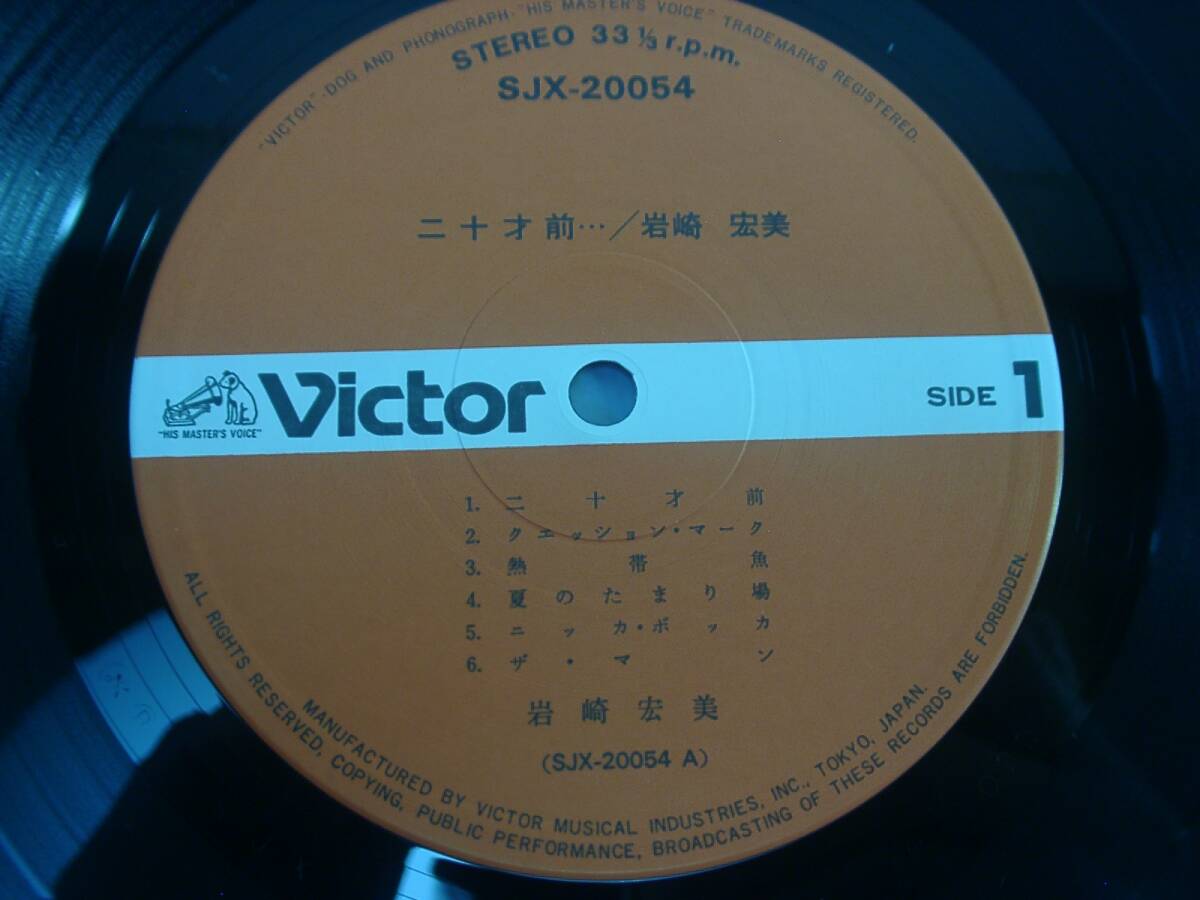 "VICTOR"·DOG AND PHONOGRAPH·"HIS MASTER'S VOICE" TRADEMARKS REGISTERED.
STEREO 33⅓ r.p.m.
SJX-20054
二十才前…／岩崎 宏美
"HIS MASTER'S VOICE"
Victor
SIDE 1
1. 二十才前
2. クエッション・マーク
3. 熱帯魚
4. 夏のたまり場
5. ニッカ・ボッカ
6. ザ・マン
岩崎宏美
(SJX-20054 A)
MANUFACTURED BY VICTOR MUSICAL INDUSTRIES, INC., TOKYO, JAPAN.
ALL RIGHTS RESERVED, COPYING, PUBLIC PERFORMANCE, BROADCASTING OF THESE RECORDS ARE FORBIDDEN.